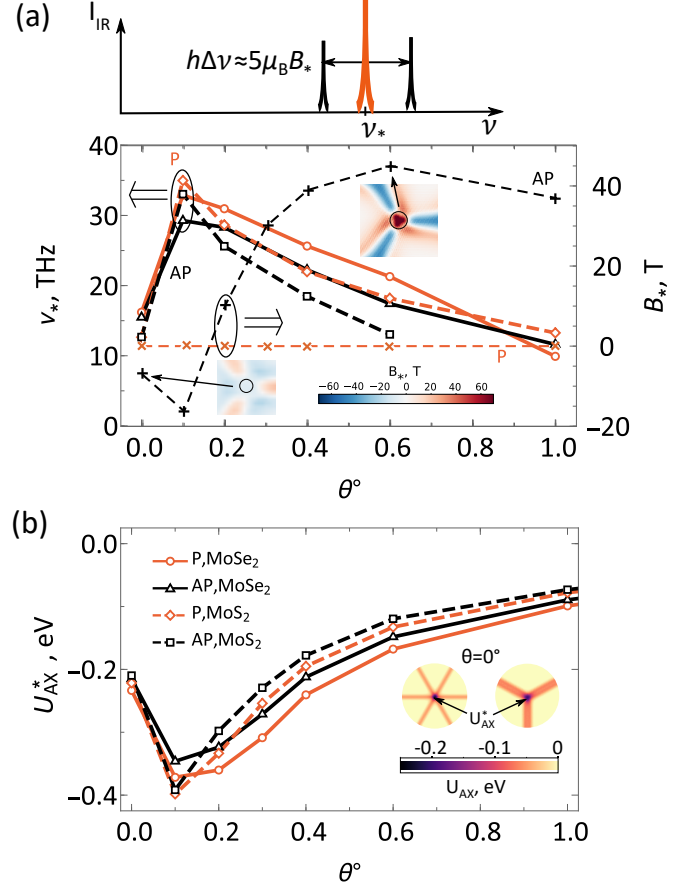 (a)
I_IR
hΔν≈5μ_B B_*
ν_*
ν
40
30
20
10
0
ν_*, THz
40
20
0
−20
B_*, T
P
AP
AP
P
B_*, T
−60 −40 −20 0 20 40 60
0.0 0.2 0.4 0.6 0.8 1.0
θ°
(b)
0.0
−0.2
−0.4
U*_AX, eV
P,MoSe₂
AP,MoSe₂
P,MoS₂
AP,MoS₂
θ=0°
U*_AX
−0.2 −0.1 0
U_AX, eV
0.0 0.2 0.4 0.6 0.8 1.0
θ°